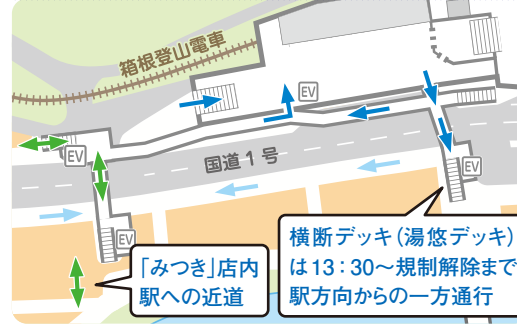 箱根登山電車
EV
EV
国道1号
EV
EV
「みつき」店内
駅への近道
横断デッキ(湯悠デッキ)
は13:30〜規制解除まで
駅方向からの一方通行